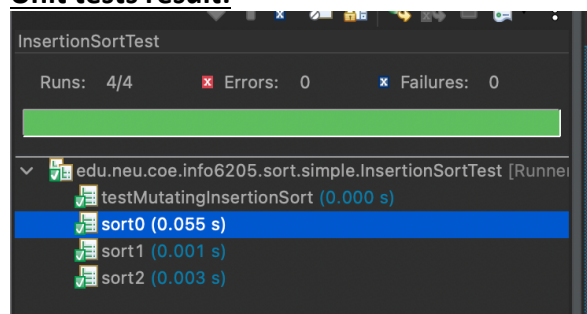 Unit tests result:
InsertionSortTest
Runs: 4/4 Errors: 0 Failures: 0
edu.neu.coe.info6205.sort.simple.InsertionSortTest [Runner
testMutatingInsertionSort (0.000 s)
sort0 (0.055 s)
sort1 (0.001 s)
sort2 (0.003 s)